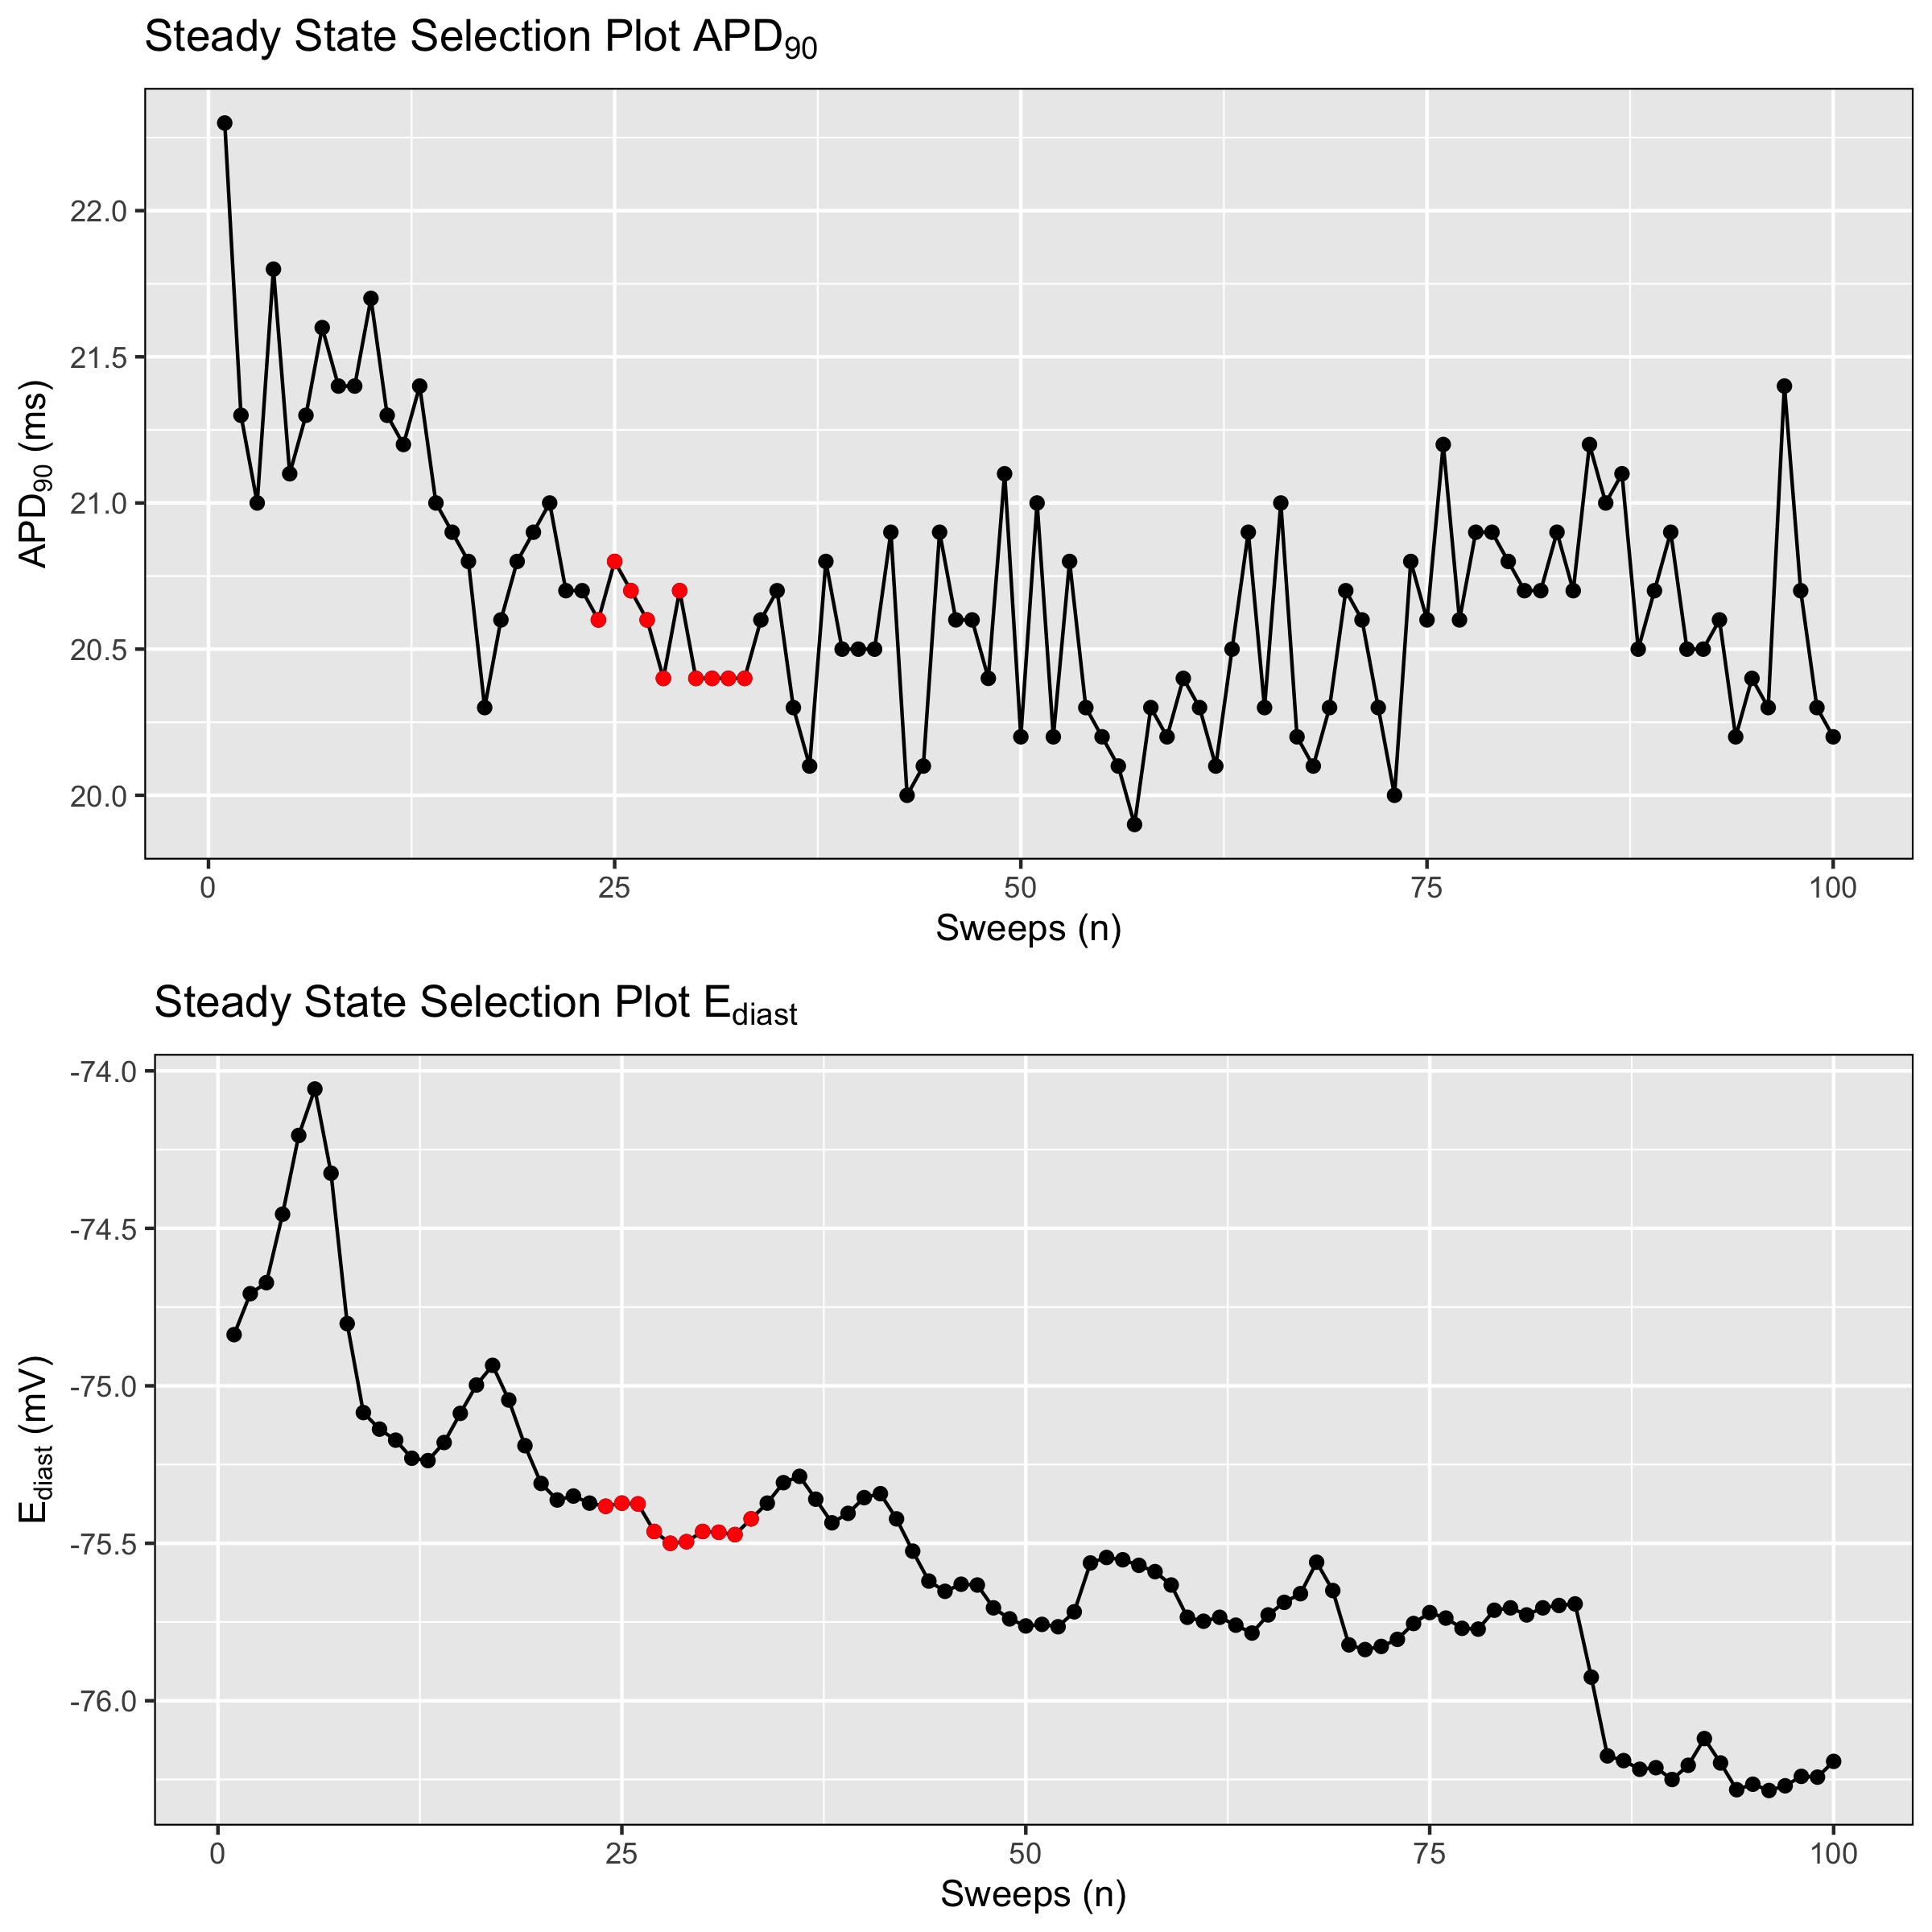 Steady State Selection Plot APD90
APD90 (ms)
22.0
21.5
21.0
20.5
20.0
0 25 50 75 100
Sweeps (n)
Steady State Selection Plot Ediast
Ediast (mV)
-74.0
-74.5
-75.0
-75.5
-76.0
0 25 50 75 100
Sweeps (n)